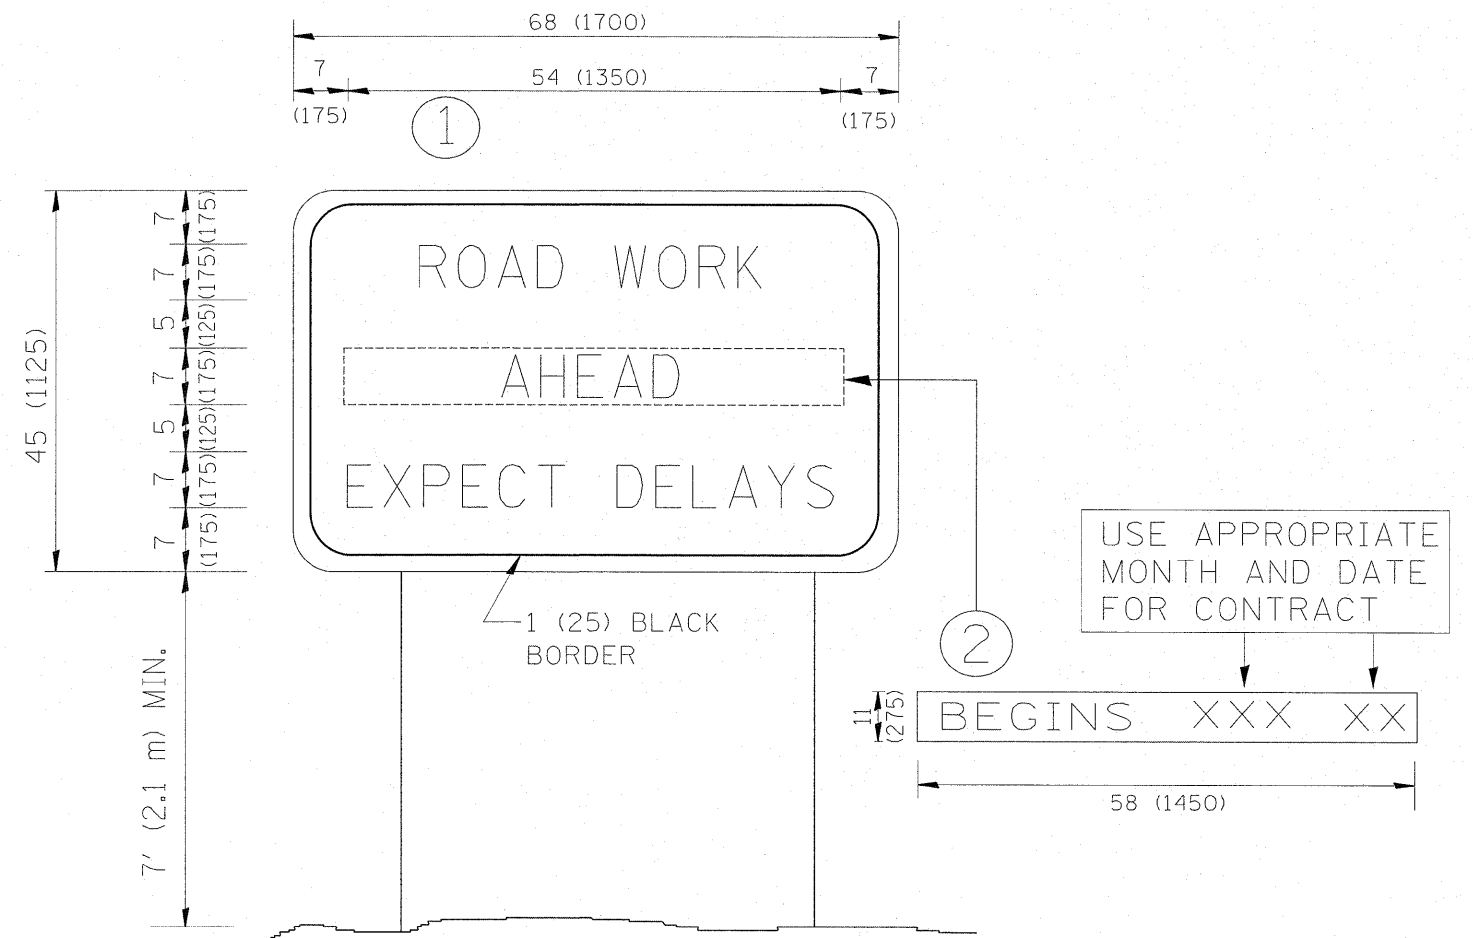 68 (1700)
7
54 (1350)
7
(175)
(175)
1
7
(175)
7
(175)
5
(125)
7
(175)
5
(125)
7
(175)
7
(175)
45 (1125)
ROAD WORK
AHEAD
EXPECT DELAYS
1 (25) BLACK
BORDER
7' (2.1 m) MIN.
2
USE APPROPRIATE
MONTH AND DATE
FOR CONTRACT
11
(275)
BEGINS XXX XX
58 (1450)